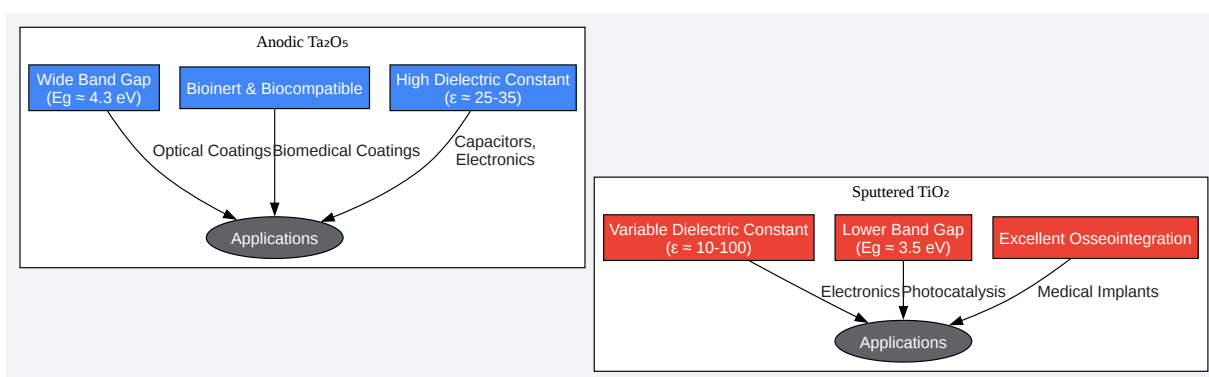 Anodic Ta₂O₅
Wide Band Gap
(Eg ≈ 4.3 eV)
Bioinert & Biocompatible
High Dielectric Constant
(ε ≈ 25-35)
Optical Coatings
Biomedical Coatings
Capacitors,
Electronics
Applications
Sputtered TiO₂
Variable Dielectric Constant
(ε ≈ 10-100)
Lower Band Gap
(Eg ≈ 3.5 eV)
Excellent Osseointegration
Electronics
Photocatalysis
Medical Implants
Applications